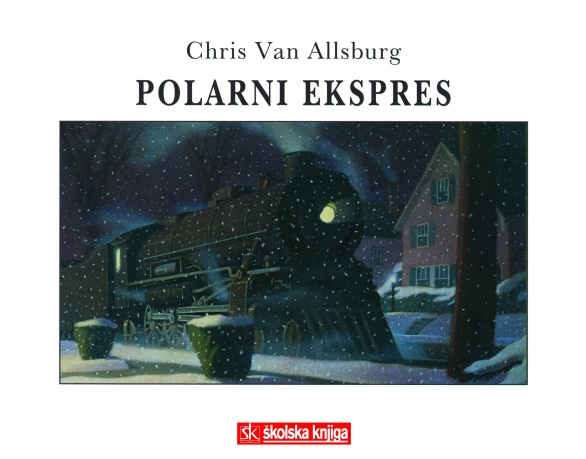 Chris Van Allsburg
POLARNI EKSPRES
ŠK školska knjiga